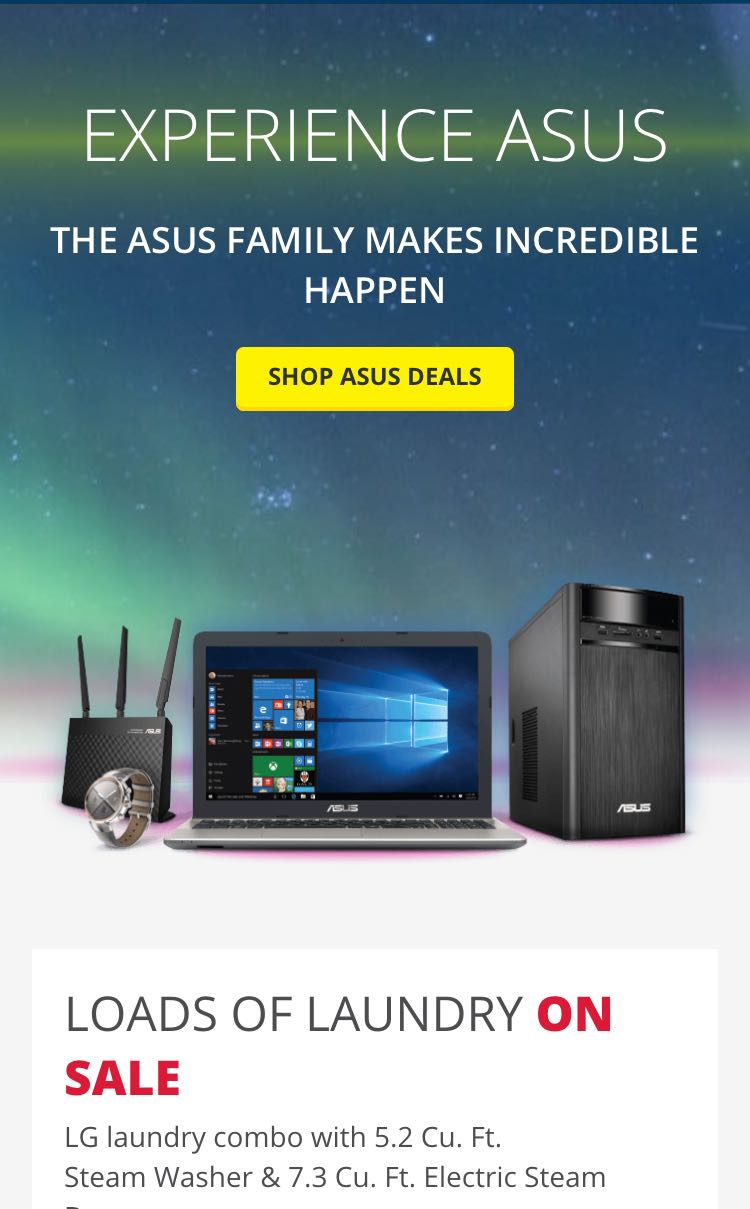 EXPERIENCE ASUS
THE ASUS FAMILY MAKES INCREDIBLE
HAPPEN
SHOP ASUS DEALS
ASUS
ASUS
ASUS
LOADS OF LAUNDRY ON
SALE
LG laundry combo with 5.2 Cu. Ft.
Steam Washer & 7.3 Cu. Ft. Electric Steam